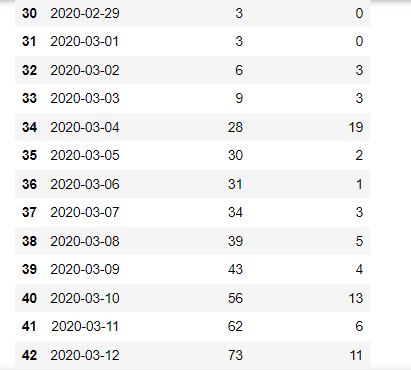 30 2020-02-29 3 0
31 2020-03-01 3 0
32 2020-03-02 6 3
33 2020-03-03 9 3
34 2020-03-04 28 19
35 2020-03-05 30 2
36 2020-03-06 31 1
37 2020-03-07 34 3
38 2020-03-08 39 5
39 2020-03-09 43 4
40 2020-03-10 56 13
41 2020-03-11 62 6
42 2020-03-12 73 11